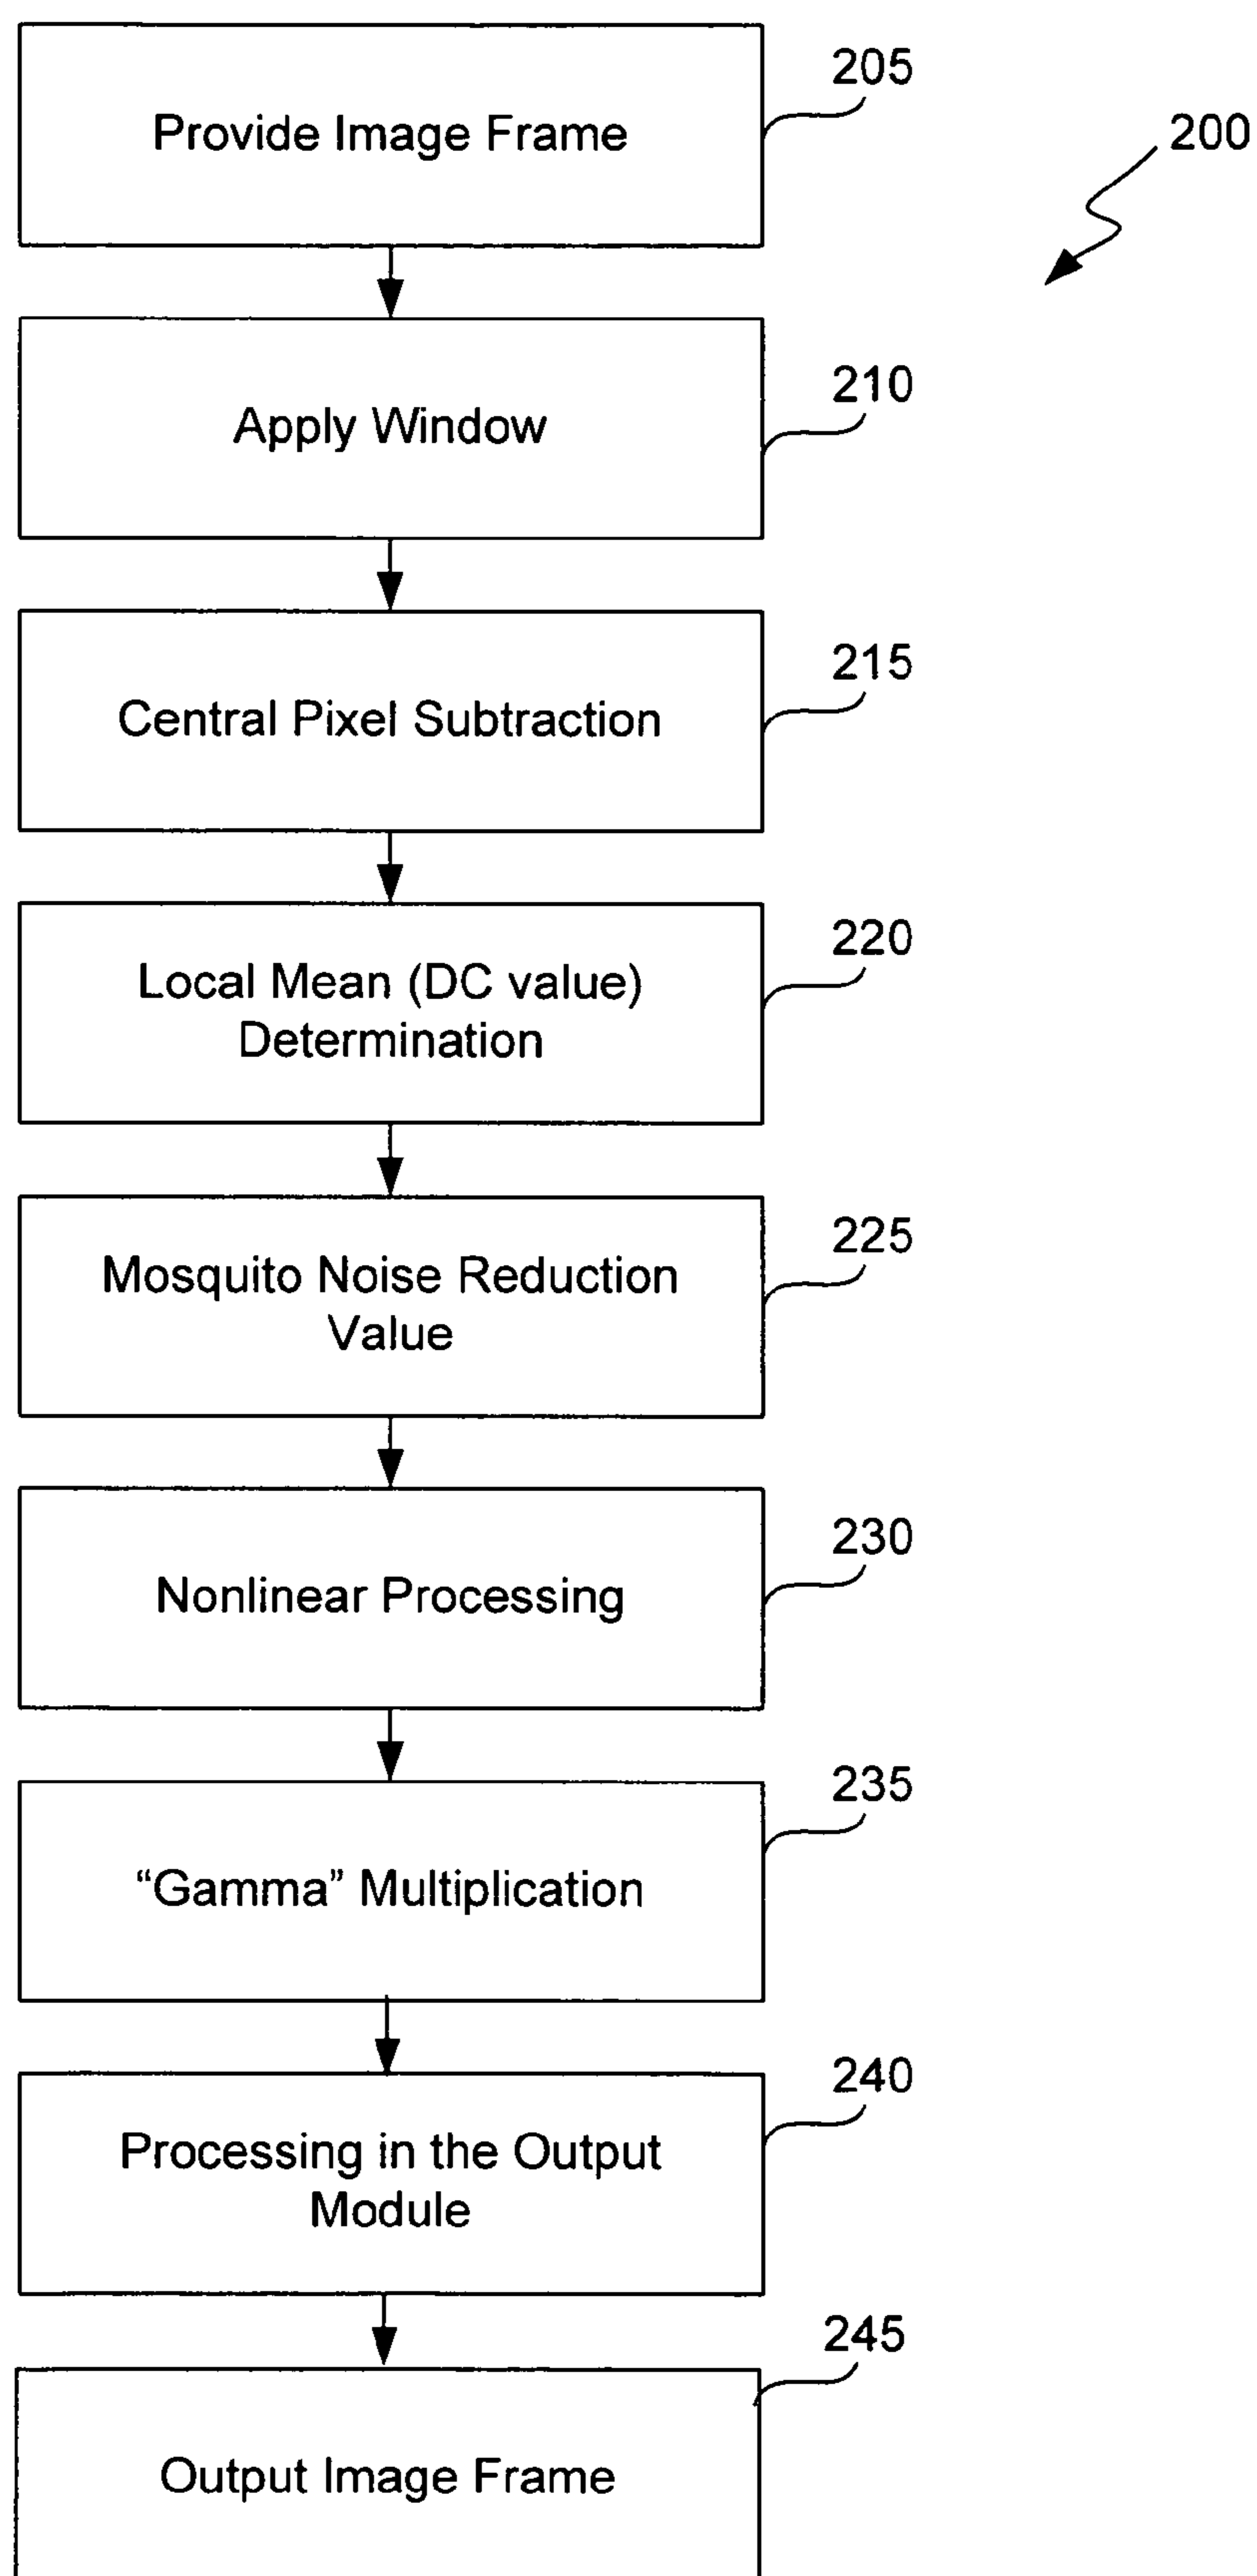 Provide Image Frame
205
200
Apply Window
210
Central Pixel Subtraction
215
Local Mean (DC value)
Determination
220
Mosquito Noise Reduction
Value
225
Nonlinear Processing
230
“Gamma” Multiplication
235
Processing in the Output
Module
240
Output Image Frame
245